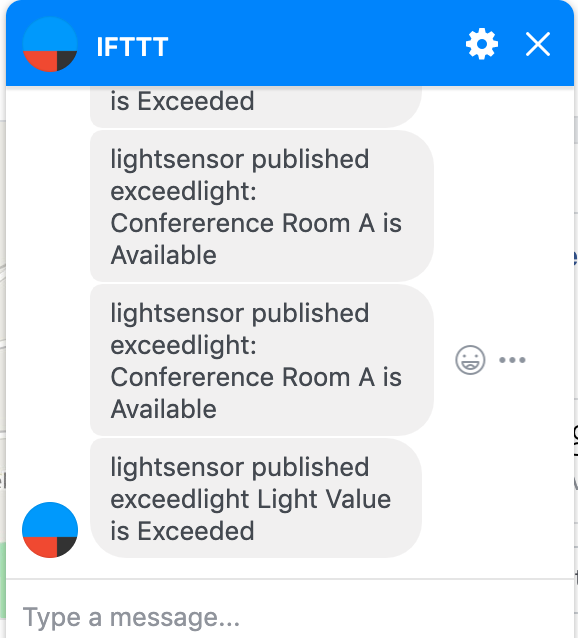 IFTTT
is Exceeded
lightsensor published
exceedlight:
Confererence Room A is
Available
lightsensor published
exceedlight:
Confererence Room A is
Available
lightsensor published
exceedlight Light Value
is Exceeded
Type a message...